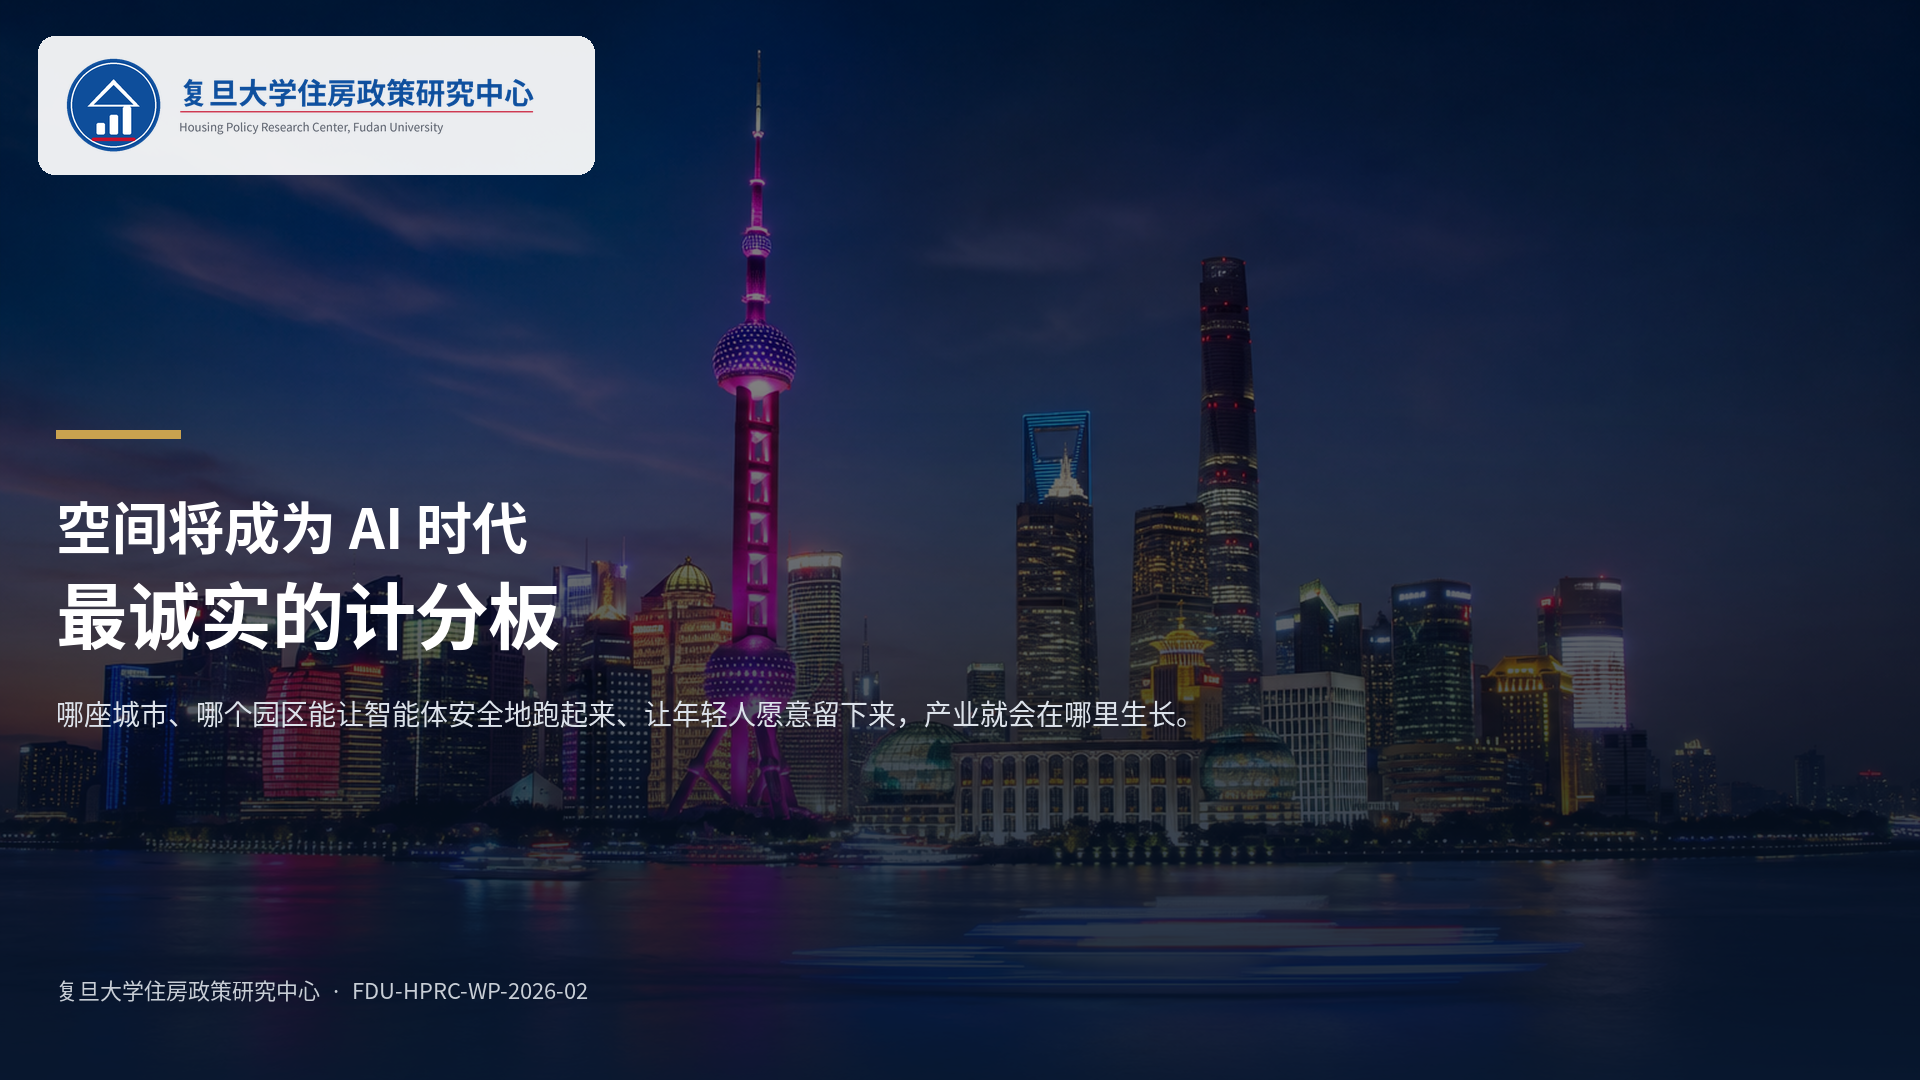 复旦大学住房政策研究中心
Housing Policy Research Center, Fudan University
空间将成为 AI 时代
最诚实的计分板
哪座城市、哪个园区能让智能体安全地跑起来、让年轻人愿意留下来，产业就会在哪里生长。
复旦大学住房政策研究中心 · FDU-HPRC-WP-2026-02